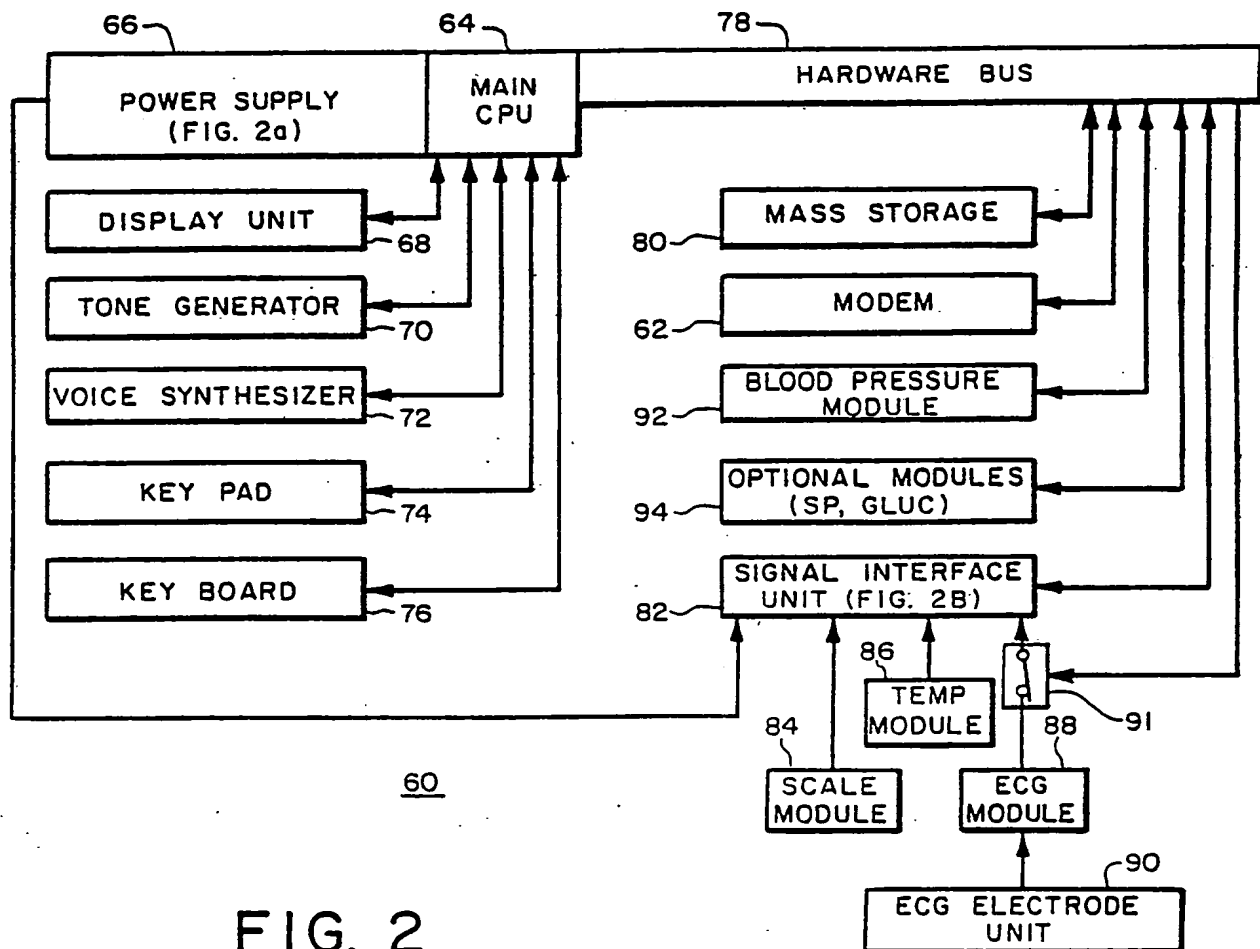 66
64
78
POWER SUPPLY
(FIG. 2a)
MAIN
CPU
HARDWARE BUS
DISPLAY UNIT
68
TONE GENERATOR
70
VOICE SYNTHESIZER
72
KEY PAD
74
KEY BOARD
76
MASS STORAGE
80
MODEM
62
BLOOD PRESSURE
MODULE
92
OPTIONAL MODULES
(SP, GLUC)
94
SIGNAL INTERFACE
UNIT (FIG. 2B)
82
86
TEMP
MODULE
91
84
SCALE
MODULE
88
ECG
MODULE
60
90
ECG ELECTRODE
UNIT
FIG. 2